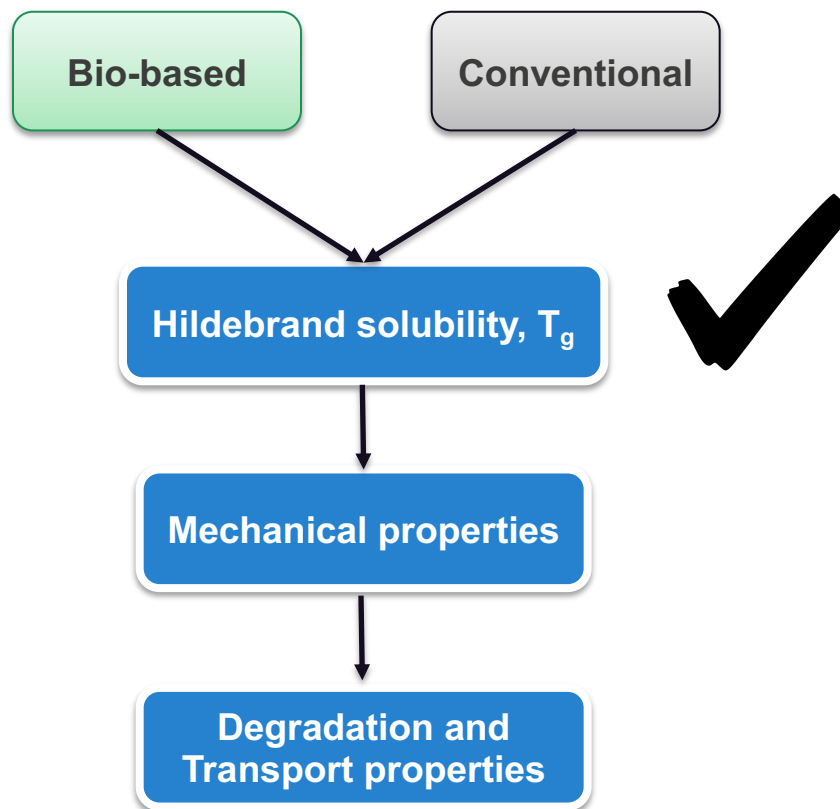 Bio-based
Conventional
Hildebrand solubility, Tg
Mechanical properties
Degradation and
Transport properties